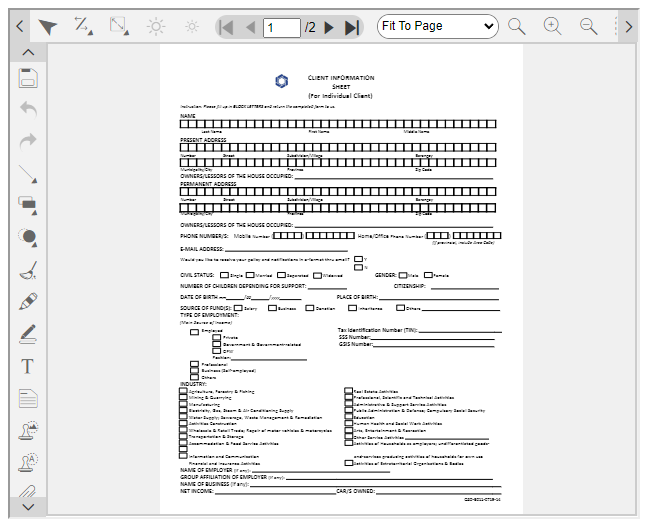 1 /2 Fit To Page
CLIENT INFORMATION
SHEET
(For Individual Client)
Instruction: Please fill up in BLOCK LETTERS and return the completed form to us.
NAME
Last Name First Name Middle Name
PRESENT ADDRESS
Number Street Subdivision/Village Barangay
Municipality/City Province Zip Code
OWNERS/LESSORS OF THE HOUSE OCCUPIED:
PERMANENT ADDRESS
Number Street Subdivision/Village Barangay
Municipality/City Province Zip Code
OWNERS/LESSORS OF THE HOUSE OCCUPIED:
PHONE NUMBER/S: Mobile Number Home/Office Phone Number
(If provincial, include Area Code)
E-MAIL ADDRESS:
Would you like to receive your policy and notifications in eformat thru email? Y
N
CIVIL STATUS: Single Married Separated Widowed GENDER: Male Female
NUMBER OF CHILDREN DEPENDING FOR SUPPORT: CITIZENSHIP:
DATE OF BIRTH mm /dd /yyyy PLACE OF BIRTH:
SOURCE OF FUND(S): Salary Business Donation Inheritance Others
TYPE OF EMPLOYMENT:
(Main Source of Income)
Employed Tax Identification Number (TIN):
Private SSS Number:
Government & Government-related GSIS Number:
OFW
Position:
Professional
Business (Self-employed)
Others
INDUSTRY:
Agriculture, Forestry & Fishing Real Estate Activities
Mining & Quarrying Professional, Scientific and Technical Activities
Manufacturing Administrative & Support Service Activities
Electricity, Gas, Steam & Air Conditioning Supply Public Administration & Defense; Compulsory Social Security
Water Supply; Sewerage, Waste Management & Remediation Education
Activities Construction Human Health and Social Work Activities
Wholesale & Retail Trade; Repair of motor vehicles & motorcycles Arts, Entertainment & Recreation
Transportation & Storage Other Service Activities
Accommodation & Food Service Activities Activities of Households as employers; undifferentiated goods-
Information and Communication and-services-producing activities of households for own use
Financial and Insurance Activities Activities of Extraterritorial Organizations & Bodies
NAME OF EMPLOYER (if any):
GROUP AFFILIATION OF EMPLOYER (if any):
NAME OF BUSINESS (if any):
NET INCOME: CAR/S OWNED: